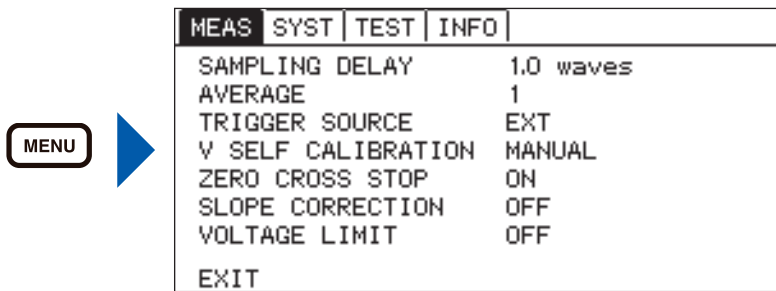 MEAS SYST TEST INFO
SAMPLING DELAY 1.0 waves
AVERAGE 1
TRIGGER SOURCE EXT
MENU
V SELF CALIBRATION MANUAL
ZERO CROSS STOP ON
SLOPE CORRECTION OFF
VOLTAGE LIMIT OFF
EXIT